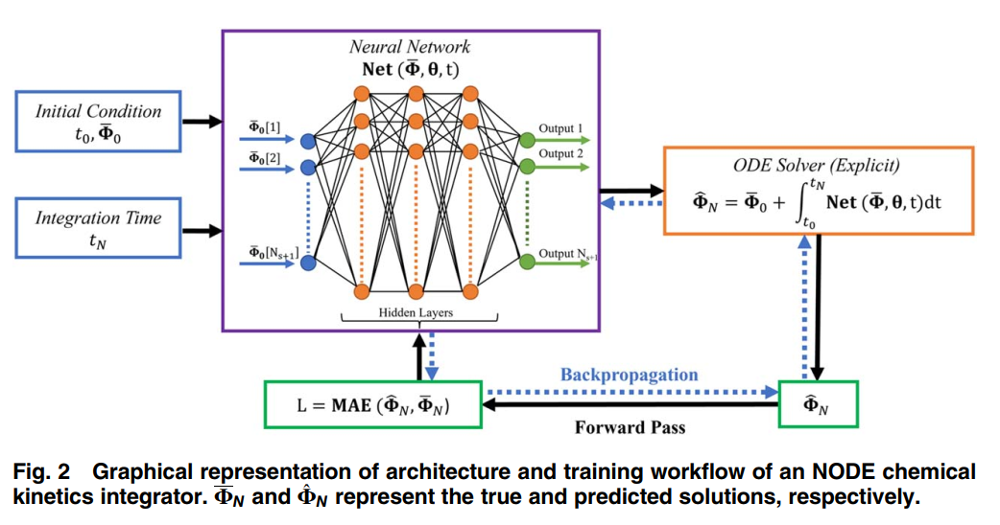 Neural Network
Net (Φ̄, θ, t)
Initial Condition
t₀, Φ̄₀
Integration Time
t_N
Φ̄₀[1]
Φ̄₀[2]
Φ̄₀[N_{s+1}]
Output 1
Output 2
Output N_{s+1}
Hidden Layers
ODE Solver (Explicit)
Φ̂_N = Φ̄₀ + ∫_{t₀}^{t_N} Net (Φ̄, θ, t)dt
Backpropagation
L = MAE (Φ̂_N, Φ̄_N)
Φ̂_N
Forward Pass
Fig. 2 Graphical representation of architecture and training workflow of an NODE chemical
kinetics integrator. Φ̄_N and Φ̂_N represent the true and predicted solutions, respectively.